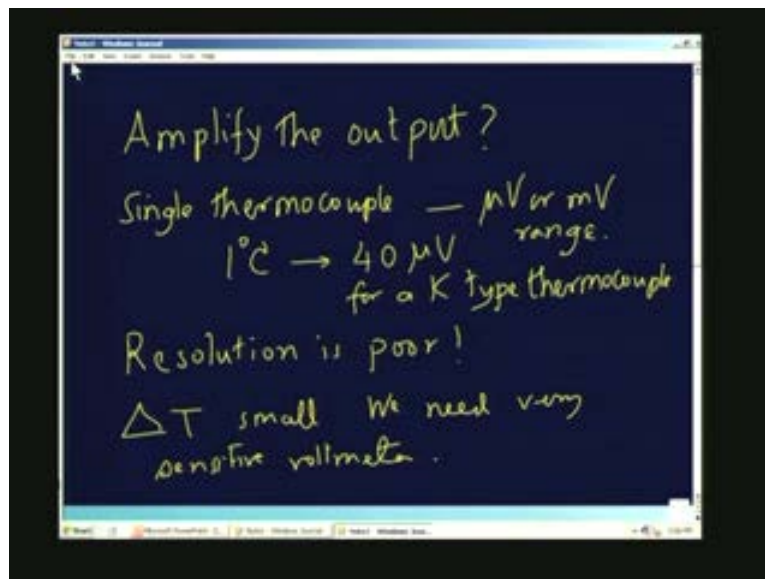 Amplify the output?
Single thermocouple — μV or mV
range.
1°C → 40 μV
for a K type thermocouple
Resolution is poor!
ΔT small We need very
sensitive voltmeter.